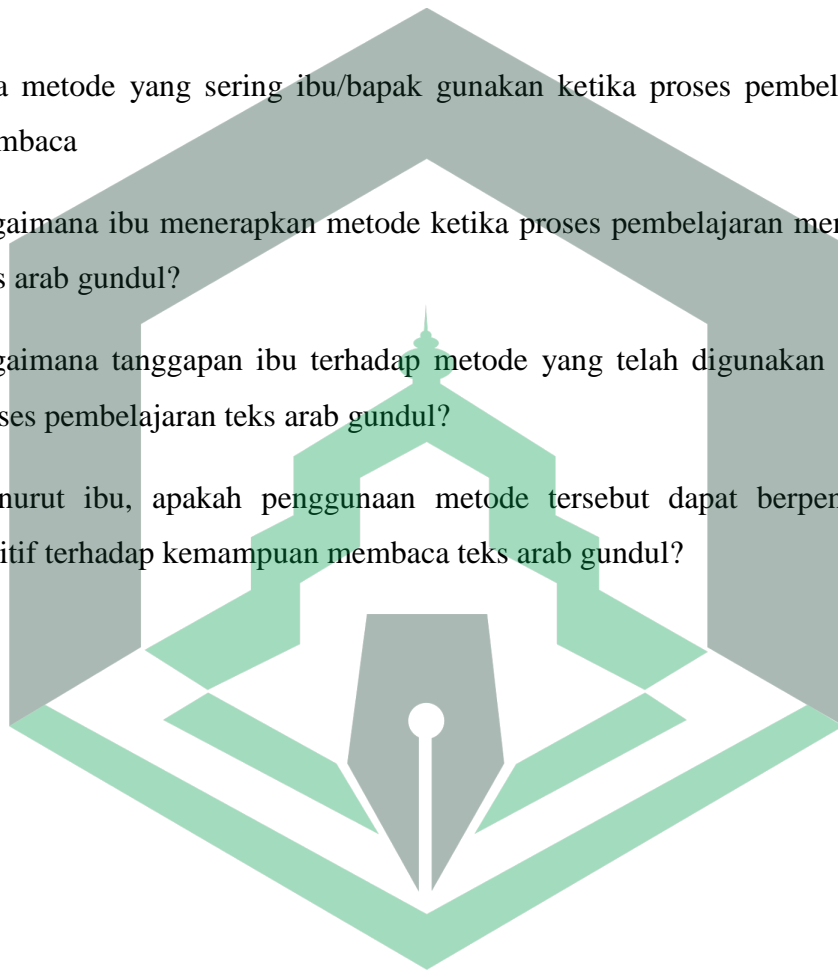 a metode yang sering ibu/bapak gunakan ketika proses pembel
mbaca
gaimana ibu menerapkan metode ketika proses pembelajaran mem
s arab gundul?
gaimana tanggapan ibu terhadap metode yang telah digunakan
ses pembelajaran teks arab gundul?
nurut ibu, apakah penggunaan metode tersebut dapat berpen
itif terhadap kemampuan membaca teks arab gundul?